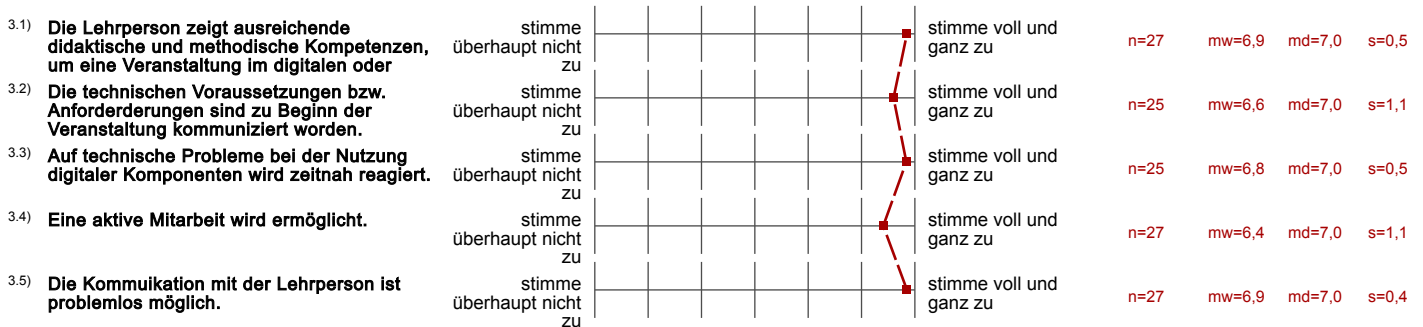 3.1) Die Lehrperson zeigt ausreichende
didaktische und methodische Kompetenzen,
um eine Veranstaltung im digitalen oder
stimme
überhaupt nicht
zu
stimme voll und
ganz zu
n=27 mw=6,9 md=7,0 s=0,5
3.2) Die technischen Voraussetzungen bzw.
Anforderderungen sind zu Beginn der
Veranstaltung kommuniziert worden.
stimme
überhaupt nicht
zu
stimme voll und
ganz zu
n=25 mw=6,6 md=7,0 s=1,1
3.3) Auf technische Probleme bei der Nutzung
digitaler Komponenten wird zeitnah reagiert.
stimme
überhaupt nicht
zu
stimme voll und
ganz zu
n=25 mw=6,8 md=7,0 s=0,5
3.4) Eine aktive Mitarbeit wird ermöglicht.
stimme
überhaupt nicht
zu
stimme voll und
ganz zu
n=27 mw=6,4 md=7,0 s=1,1
3.5) Die Kommuikation mit der Lehrperson ist
problemlos möglich.
stimme
überhaupt nicht
zu
stimme voll und
ganz zu
n=27 mw=6,9 md=7,0 s=0,4